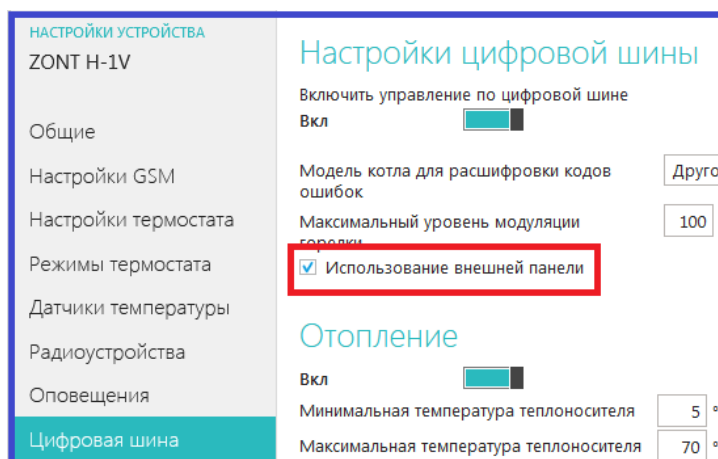 НАСТРОЙКИ УСТРОЙСТВА
ZONT H-1V
Общие
Настройки GSM
Настройки термостата
Режимы термостата
Датчики температуры
Радиоустройства
Оповещения
Цифровая шина
Настройки цифровой шины
Включить управление по цифровой шине
Вкл
Модель котла для расшифровки кодов Друго
ошибок
Максимальный уровень модуляции 100
горелки
Использование внешней панели
Отопление
Вкл
Минимальная температура теплоносителя 5 °
Максимальная температура теплоносителя 70 °